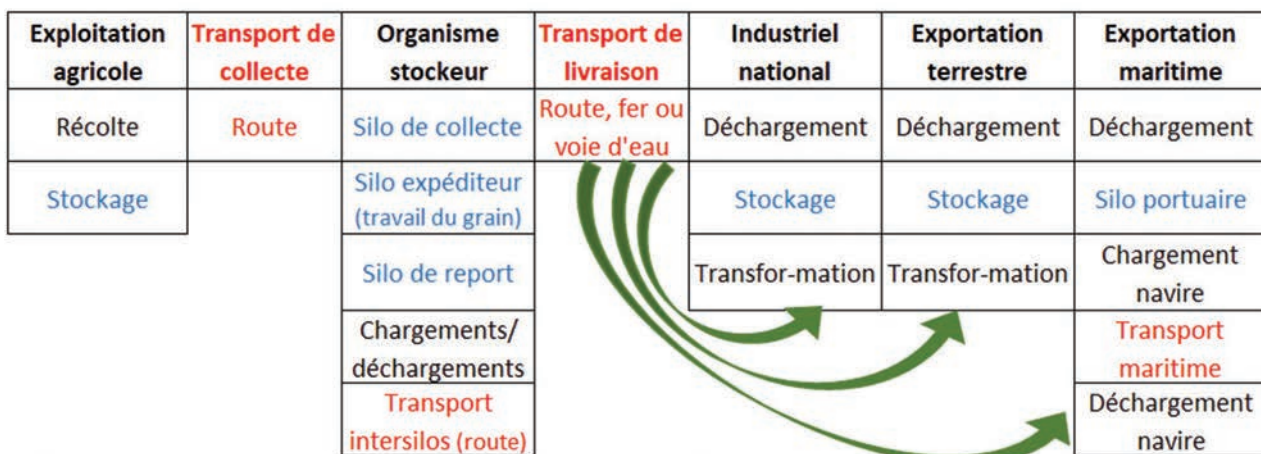 Exploitation agricole
Transport de collecte
Organisme stockeur
Transport de livraison
Industriel national
Exportation terrestre
Exportation maritime
Récolte
Route
Silo de collecte
Route, fer ou voie d'eau
Déchargement
Déchargement
Déchargement
Stockage
Silo expéditeur (travail du grain)
Stockage
Stockage
Silo portuaire
Silo de report
Transfor-mation
Transfor-mation
Chargement navire
Chargements/ déchargements
Transport maritime
Transport intersilos (route)
Déchargement navire